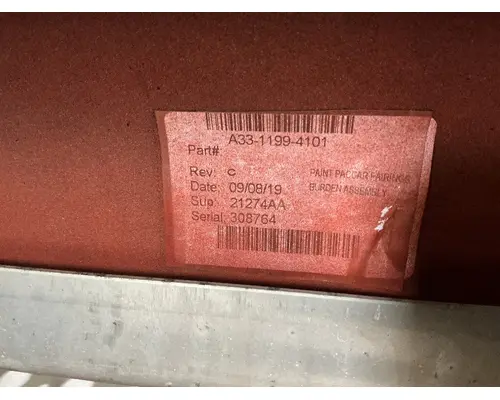 A33-1199-4101
Part#
Rev: C
Date: 09/08/19
Sup: 21274AA
Serial: 308764
PAINT PACCAR FAIRINGS
BURDEN ASSEMBLY